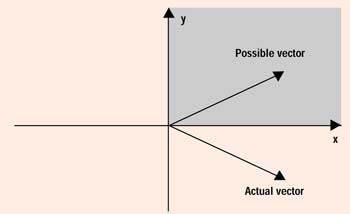 y
Possible vector
x
Actual vector